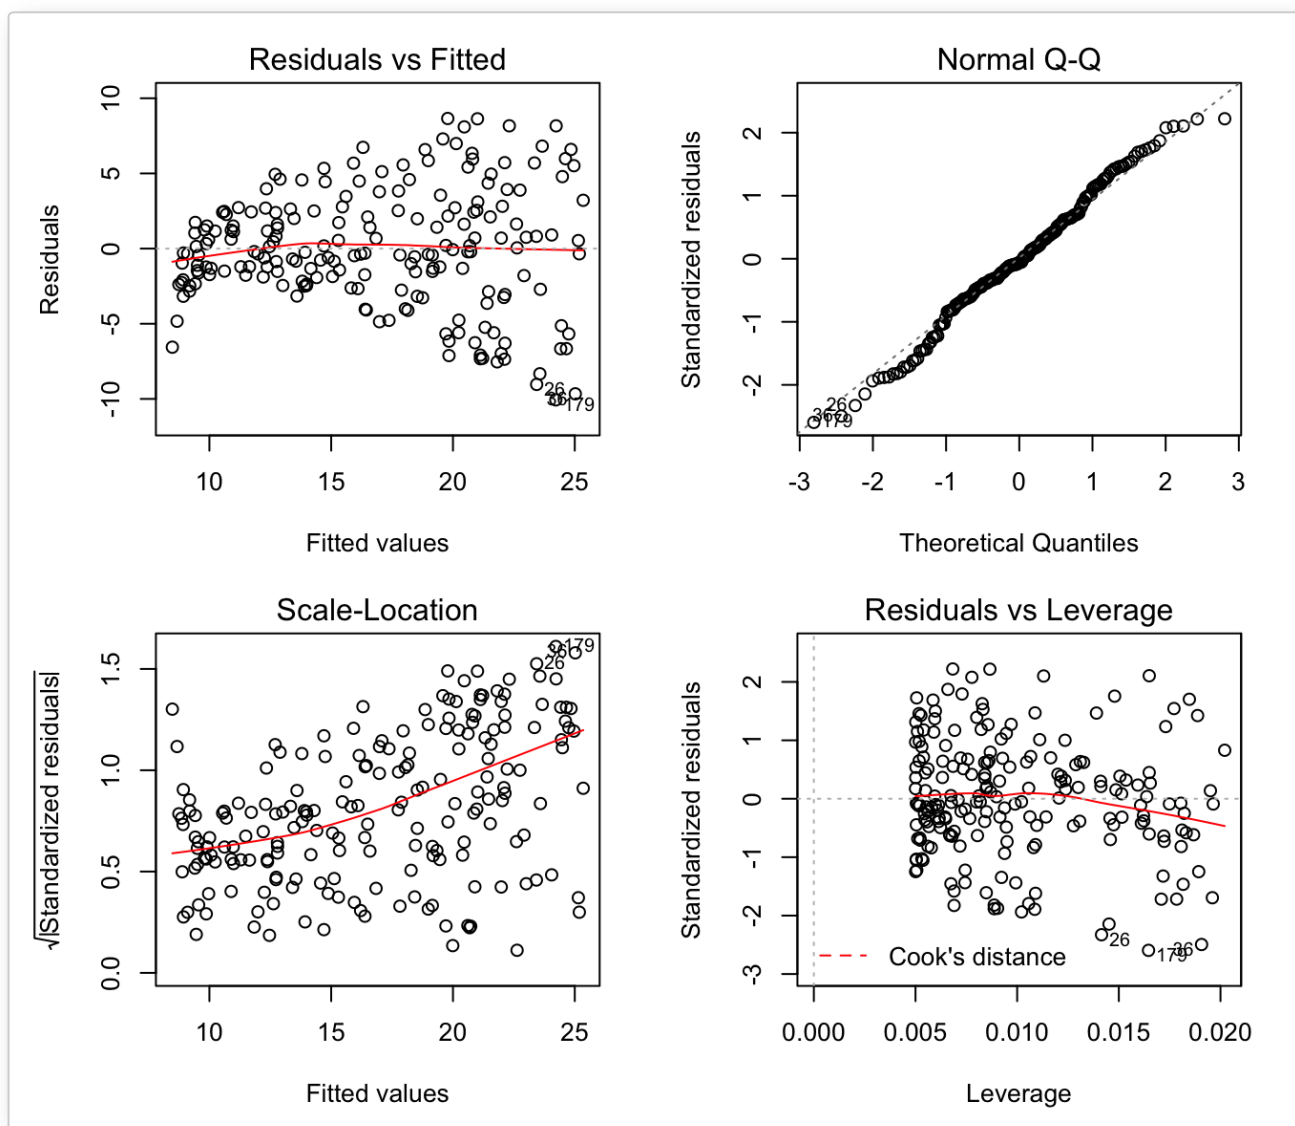 Residuals vs Fitted
10
5
0
-5
-10
Residuals
26
36
179
10 15 20 25
Fitted values
Normal Q-Q
2
1
0
-1
-2
Standardized residuals
26
36
179
-3 -2 -1 0 1 2 3
Theoretical Quantiles
Scale-Location
1.5
1.0
0.5
0.0
√|Standardized residuals|
36
179
26
10 15 20 25
Fitted values
Residuals vs Leverage
2
1
0
-1
-2
-3
Standardized residuals
26
179
36
Cook's distance
0.000 0.005 0.010 0.015 0.020
Leverage